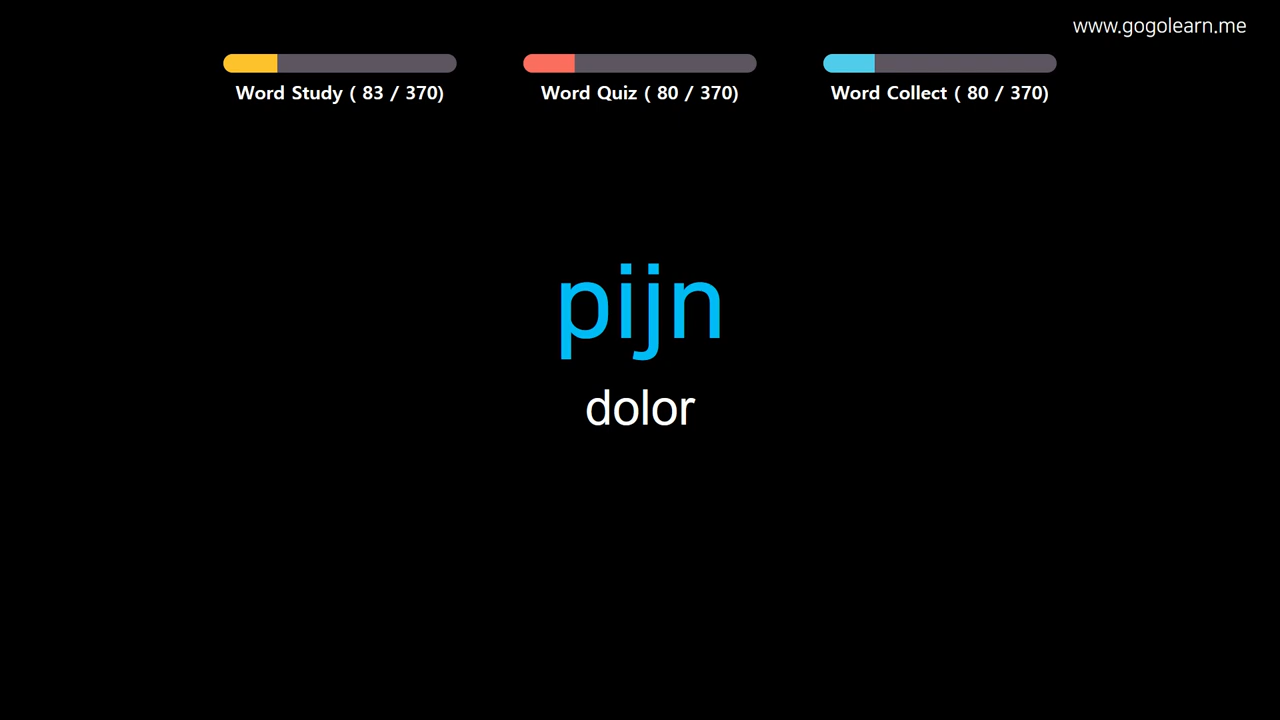 www.gogolearn.me
Word Study ( 83 / 370)
Word Quiz ( 80 / 370)
Word Collect ( 80 / 370)
pijn
dolor